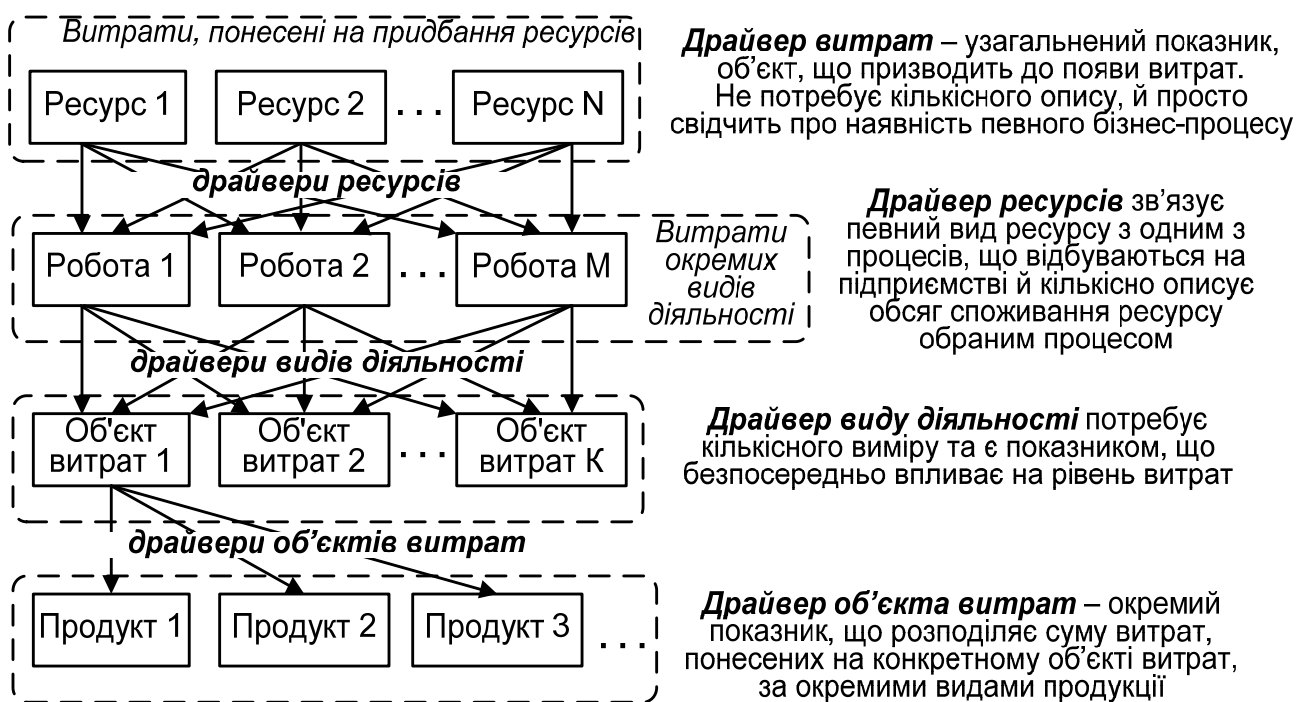 Витрати, понесені на придбання ресурсів
Ресурс 1
Ресурс 2
. . .
Ресурс N
драйвери ресурсів
Робота 1
Робота 2
. . .
Робота М
Витрати
окремих
видів
діяльності
драйвери видів діяльності
Об'єкт
витрат 1
Об'єкт
витрат 2
. . .
Об'єкт
витрат К
драйвери об’єктів витрат
Продукт 1
Продукт 2
Продукт 3
. . .
Драйвер витрат – узагальнений показник,
об’єкт, що призводить до появи витрат.
Не потребує кількісного опису, й просто
свідчить про наявність певного бізнес-процесу
Драйвер ресурсів зв’язує
певний вид ресурсу з одним з
процесів, що відбуваються на
підприємстві й кількісно описує
обсяг споживання ресурсу
обраним процесом
Драйвер виду діяльності потребує
кількісного виміру та є показником, що
безпосередньо впливає на рівень витрат
Драйвер об’єкта витрат – окремий
показник, що розподіляє суму витрат,
понесених на конкретному об’єкті витрат,
за окремими видами продукції